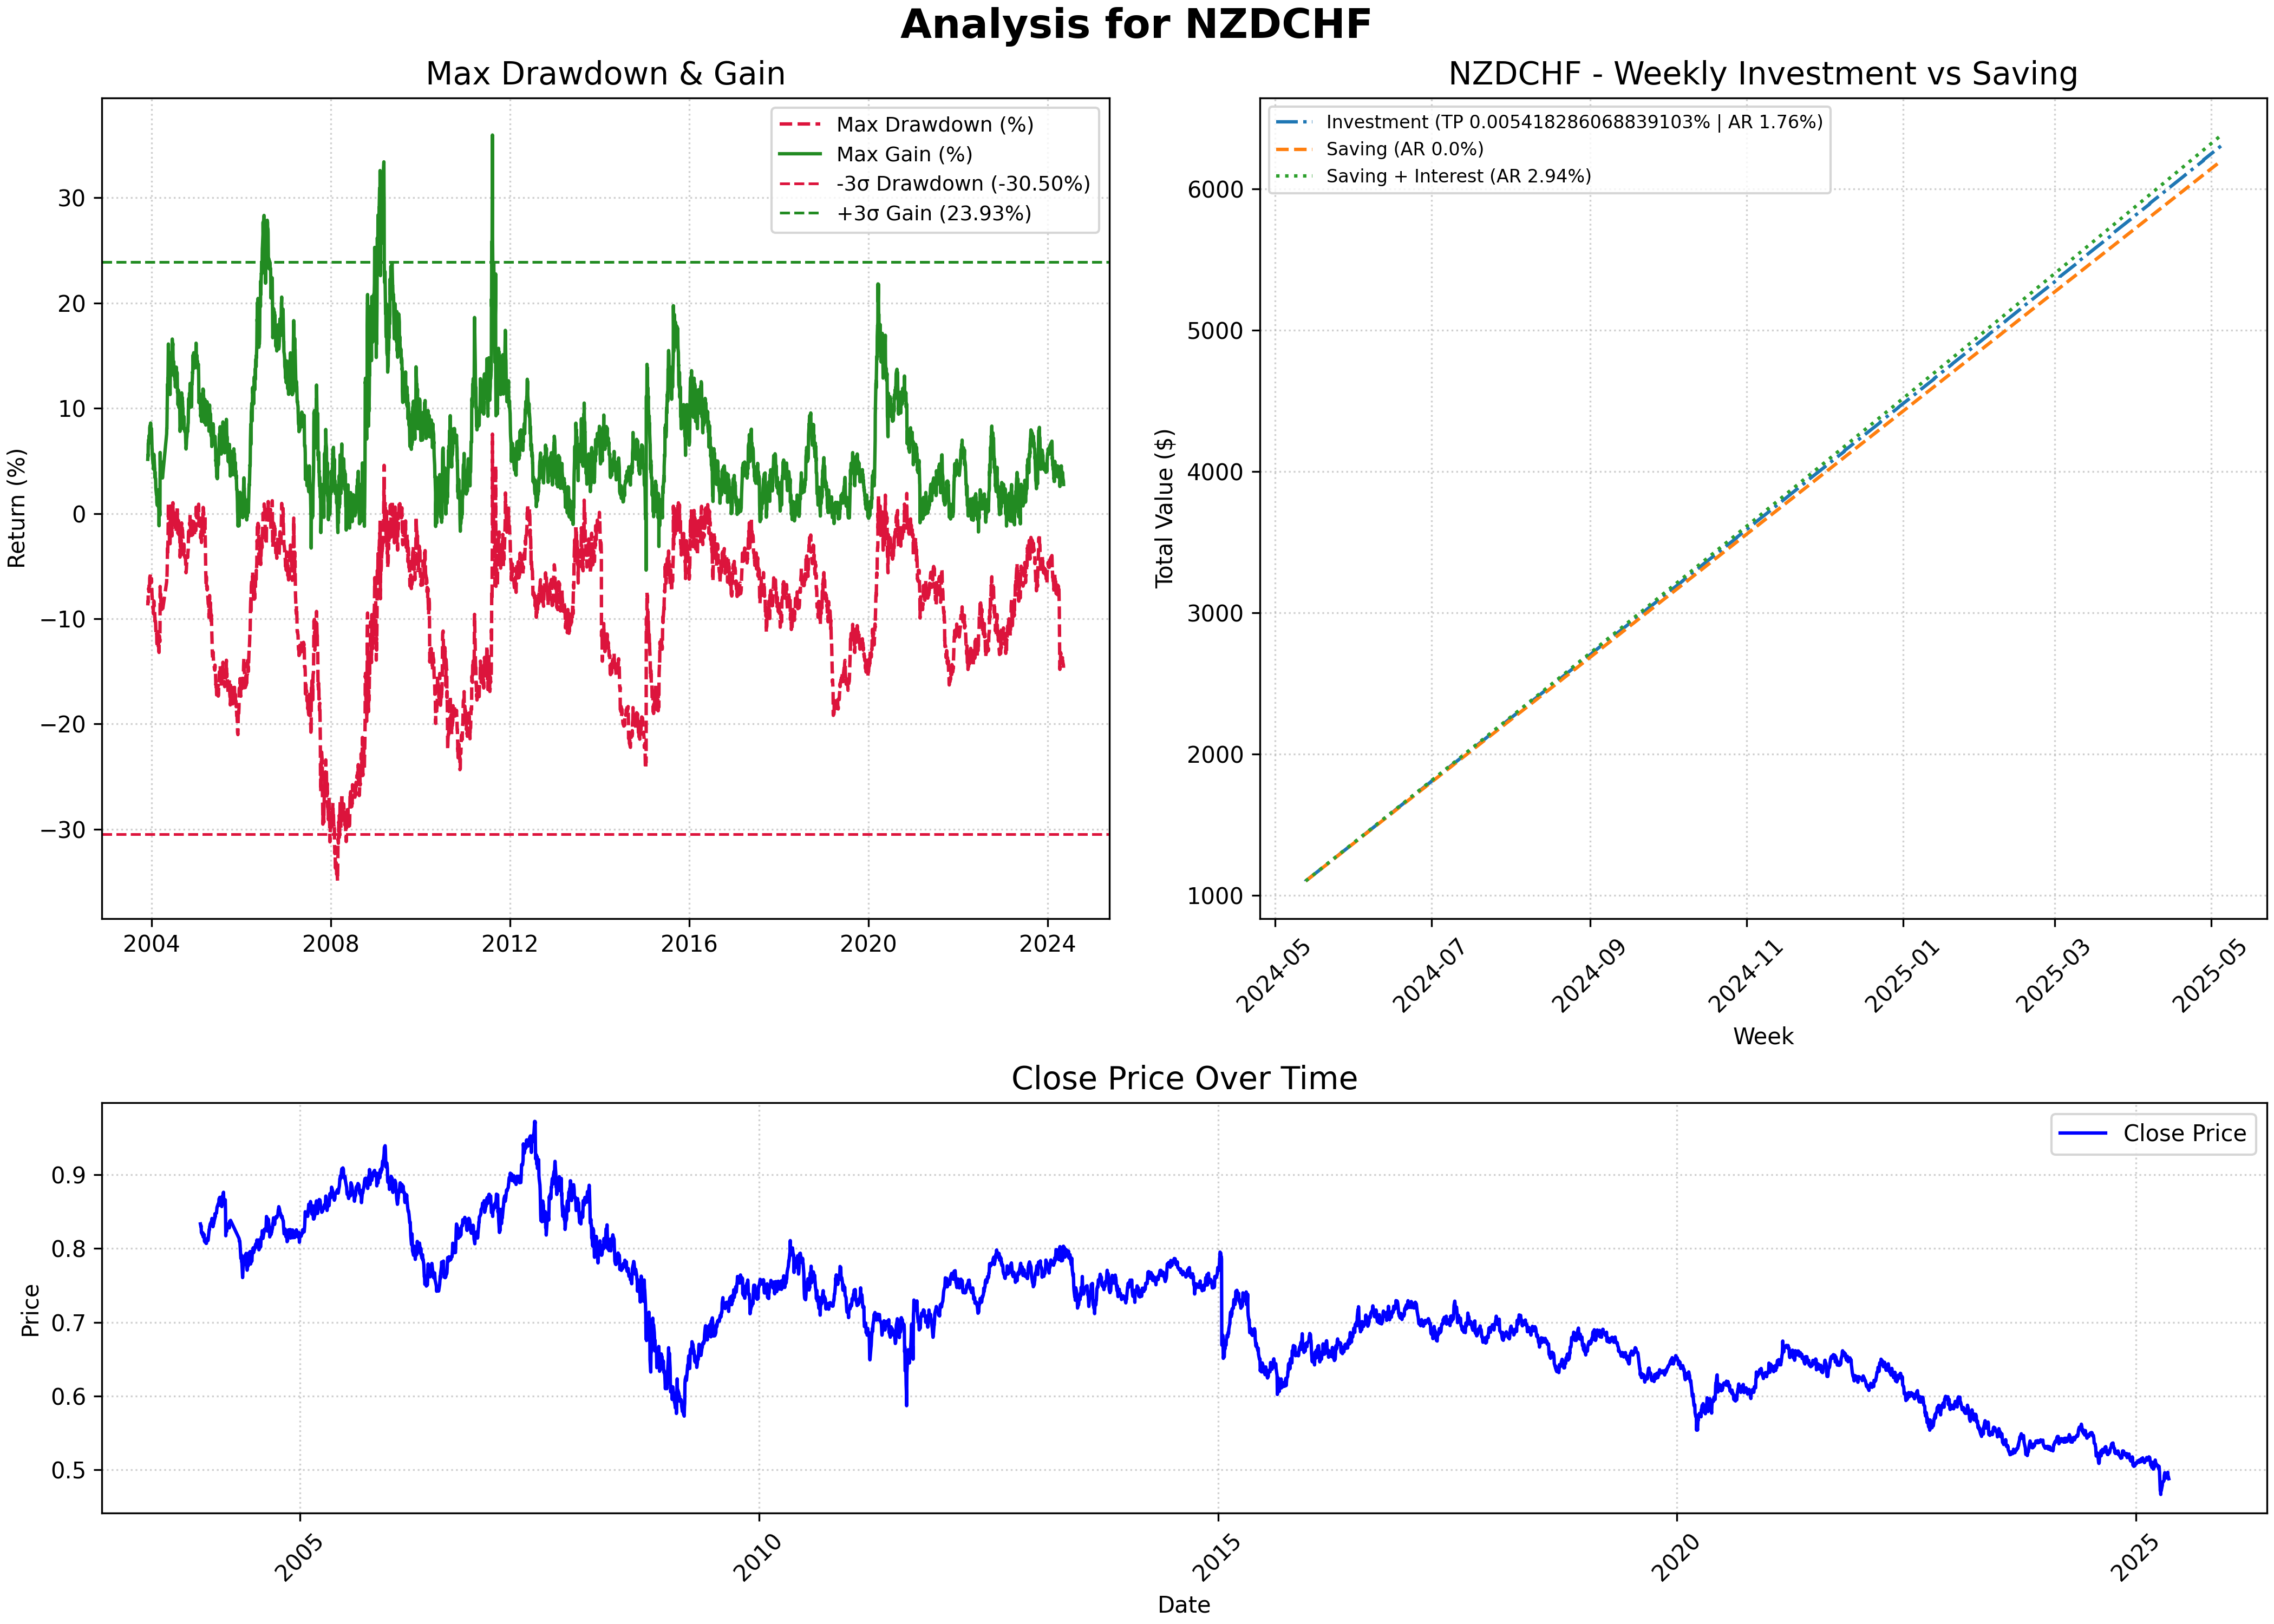 Analysis for NZDCHF
Max Drawdown & Gain
Max Drawdown (%)
Max Gain (%)
-3σ Drawdown (-30.50%)
+3σ Gain (23.93%)
Return (%)
30
20
10
0
−10
−20
−30
2004
2008
2012
2016
2020
2024
NZDCHF - Weekly Investment vs Saving
Investment (TP 0.005418286068839103% | AR 1.76%)
Saving (AR 0.0%)
Saving + Interest (AR 2.94%)
Total Value ($)
6000
5000
4000
3000
2000
1000
2024-05
2024-07
2024-09
2024-11
2025-01
2025-03
2025-05
Week
Close Price Over Time
Close Price
Price
0.9
0.8
0.7
0.6
0.5
2005
2010
2015
2020
2025
Date